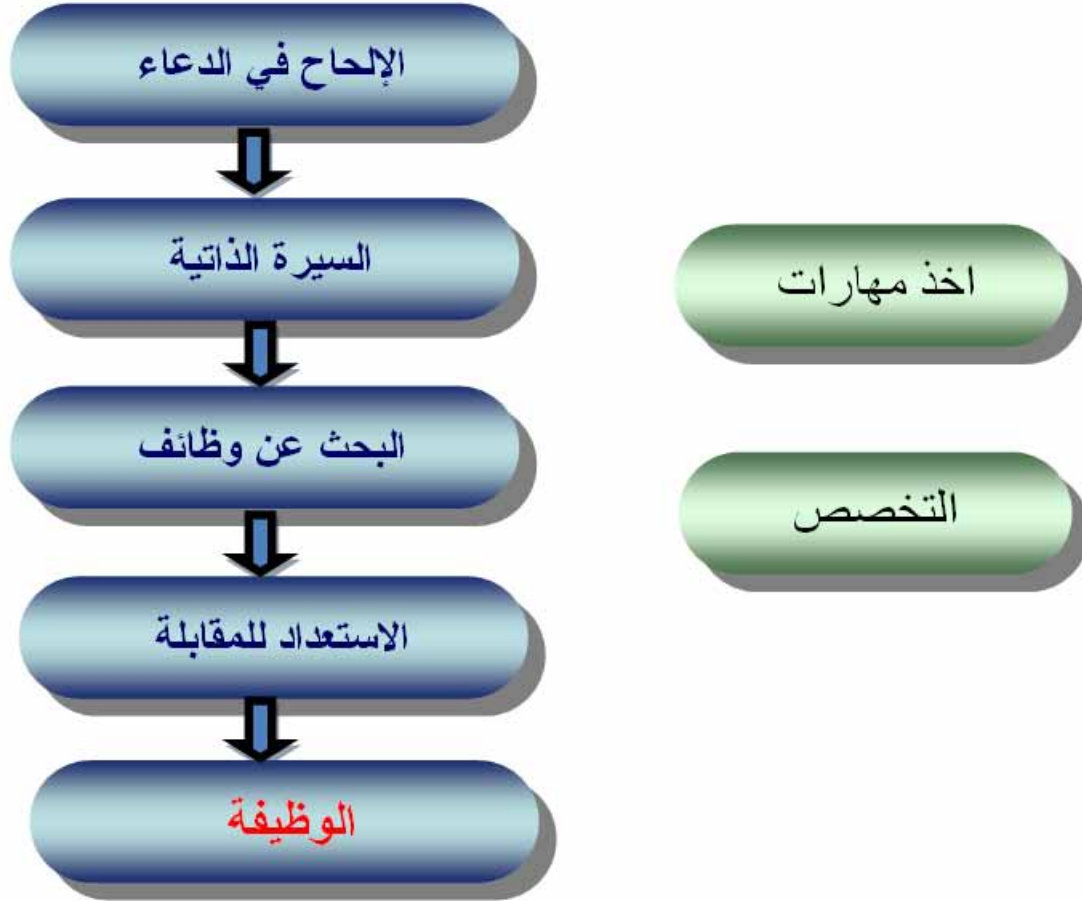 الإلحاح في الدعاء
السيرة الذاتية
البحث عن وظائف
الاستعداد للمقابلة
الوظيفة
اخذ مهارات
التخصص